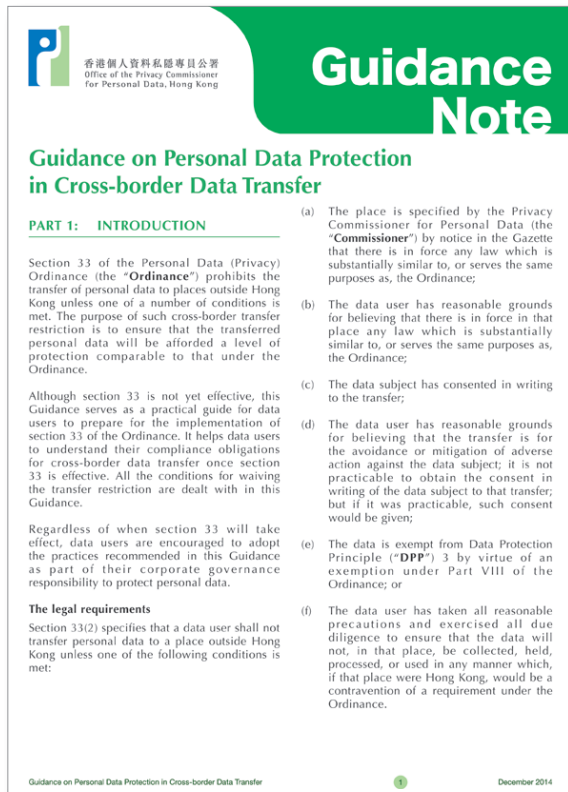 香港個人資料私隱專員公署
Office of the Privacy Commissioner
for Personal Data, Hong Kong
Guidance
Note
Guidance on Personal Data Protection
in Cross-border Data Transfer
PART 1: INTRODUCTION
Section 33 of the Personal Data (Privacy)
Ordinance (the “Ordinance”) prohibits the
transfer of personal data to places outside Hong
Kong unless one of a number of conditions is
met. The purpose of such cross-border transfer
restriction is to ensure that the transferred
personal data will be afforded a level of
protection comparable to that under the
Ordinance.
Although section 33 is not yet effective, this
Guidance serves as a practical guide for data
users to prepare for the implementation of
section 33 of the Ordinance. It helps data users
to understand their compliance obligations
for cross-border data transfer once section
33 is effective. All the conditions for waiving
the transfer restriction are dealt with in this
Guidance.
Regardless of when section 33 will take
effect, data users are encouraged to adopt
the practices recommended in this Guidance
as part of their corporate governance
responsibility to protect personal data.
The legal requirements
Section 33(2) specifies that a data user shall not
transfer personal data to a place outside Hong
Kong unless one of the following conditions is
met:
(a) The place is specified by the Privacy
Commissioner for Personal Data (the
“Commissioner”) by notice in the Gazette
that there is in force any law which is
substantially similar to, or serves the same
purposes as, the Ordinance;
(b) The data user has reasonable grounds
for believing that there is in force in that
place any law which is substantially
similar to, or serves the same purposes as,
the Ordinance;
(c) The data subject has consented in writing
to the transfer;
(d) The data user has reasonable grounds
for believing that the transfer is for
the avoidance or mitigation of adverse
action against the data subject; it is not
practicable to obtain the consent in
writing of the data subject to that transfer;
but if it was practicable, such consent
would be given;
(e) The data is exempt from Data Protection
Principle (“DPP”) 3 by virtue of an
exemption under Part VIII of the
Ordinance; or
(f) The data user has taken all reasonable
precautions and exercised all due
diligence to ensure that the data will
not, in that place, be collected, held,
processed, or used in any manner which,
if that place were Hong Kong, would be a
contravention of a requirement under the
Ordinance.
Guidance on Personal Data Protection in Cross-border Data Transfer
1
December 2014